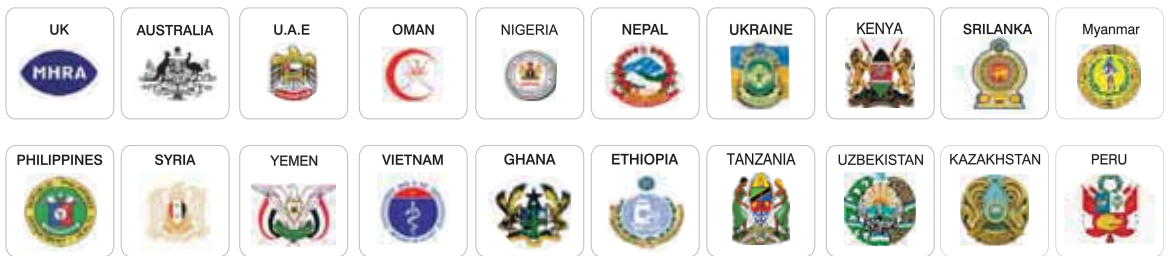 UK
MHRA
AUSTRALIA
U.A.E
OMAN
NIGERIA
NEPAL
UKRAINE
KENYA
SRILANKA
Myanmar
PHILIPPINES
SYRIA
YEMEN
VIETNAM
GHANA
ETHIOPIA
TANZANIA
UZBEKISTAN
KAZAKHSTAN
PERU